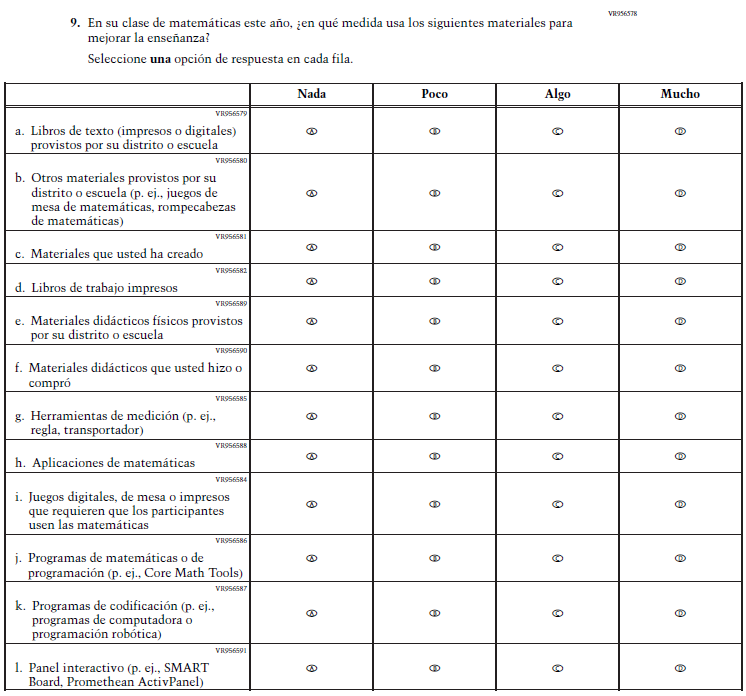 VR956578
9. En su clase de matemáticas este año, ¿en qué medida usa los siguientes materiales para
mejorar la enseñanza?
Seleccione una opción de respuesta en cada fila.
Nada Poco Algo Mucho
VR956579
a. Libros de texto (impresos o digitales)
provistos por su distrito o escuela
A B C D
VR956580
b. Otros materiales provistos por su
distrito o escuela (p. ej., juegos de
mesa de matemáticas, rompecabezas
de matemáticas)
A B C D
VR956581
c. Materiales que usted ha creado
A B C D
VR956582
d. Libros de trabajo impresos
A B C D
VR956589
e. Materiales didácticos físicos provistos
por su distrito o escuela
A B C D
VR956590
f. Materiales didácticos que usted hizo o
compró
A B C D
VR956585
g. Herramientas de medición (p. ej.,
regla, transportador)
A B C D
VR956588
h. Aplicaciones de matemáticas
A B C D
VR956584
i. Juegos digitales, de mesa o impresos
que requieren que los participantes
usen las matemáticas
A B C D
VR956586
j. Programas de matemáticas o de
programación (p. ej., Core Math Tools)
A B C D
VR956587
k. Programas de codificación (p. ej.,
programas de computadora o
programación robótica)
A B C D
VR956591
l. Panel interactivo (p. ej., SMART
Board, Promethean ActivPanel)
A B C D